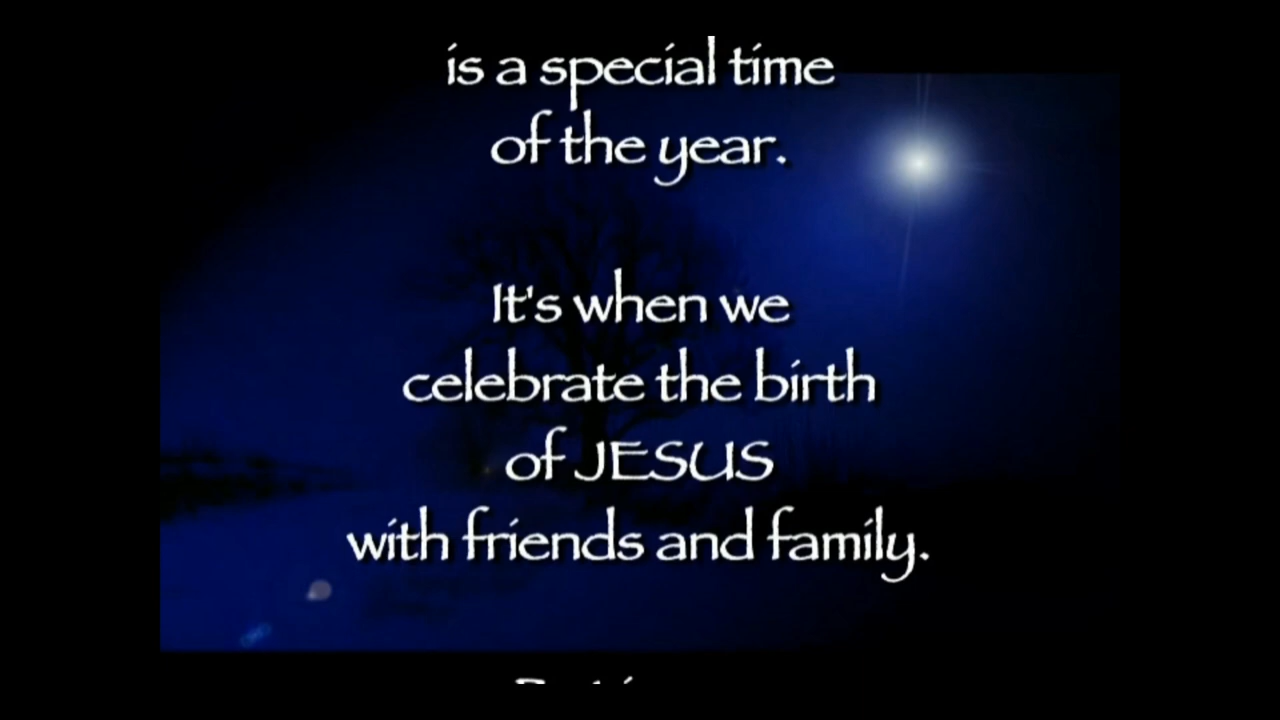 is a special time
of the year.
It's when we
celebrate the birth
of JESUS
with friends and family.